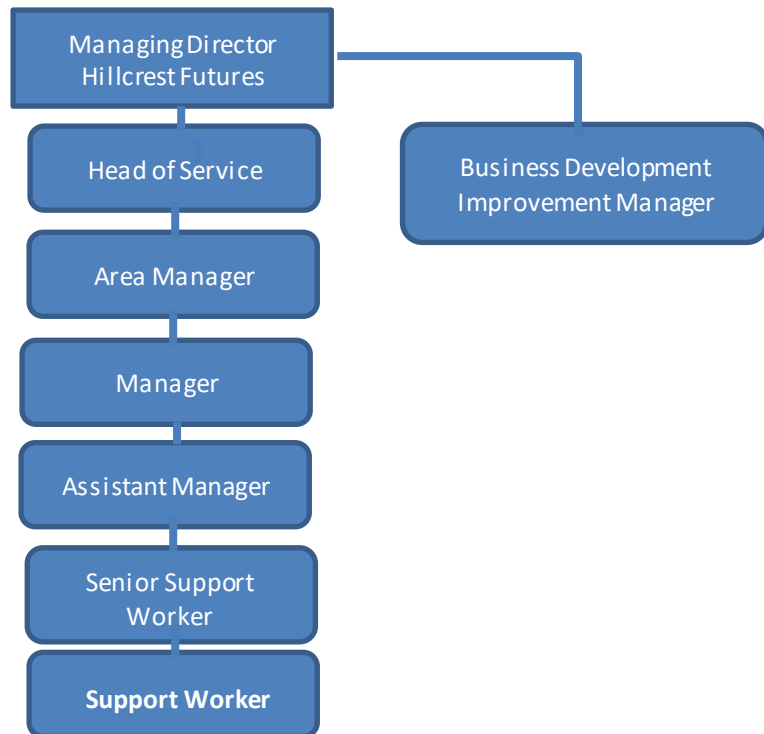 Managing Director
Hillcrest Futures
Head of Service
Business Development
Improvement Manager
Area Manager
Manager
Assistant Manager
Senior Support
Worker
Support Worker